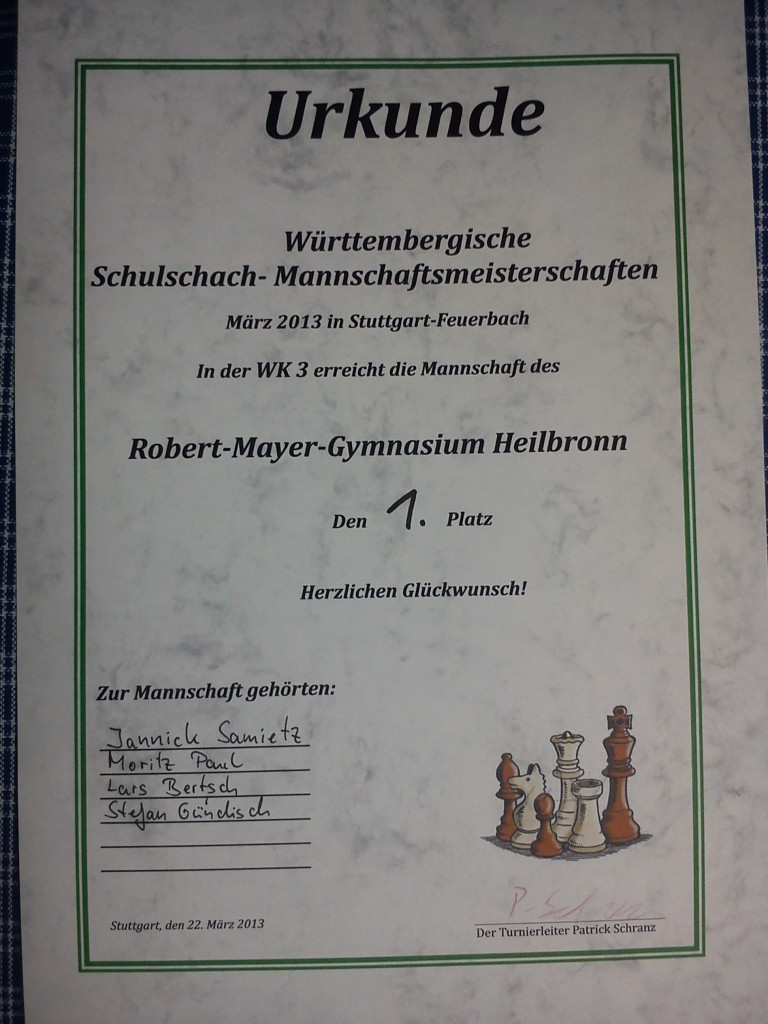 Urkunde
Württembergische
Schulschach- Mannschaftsmeisterschaften
März 2013 in Stuttgart-Feuerbach
In der WK 3 erreicht die Mannschaft des
Robert-Mayer-Gymnasium Heilbronn
Den 1. Platz
Herzlichen Glückwunsch!
Zur Mannschaft gehörten:
Jannick Samietz
Moritz Paul
Lars Bertsch
Stefan Gündisch
Stuttgart, den 22. März 2013
Der Turnierleiter Patrick Schranz